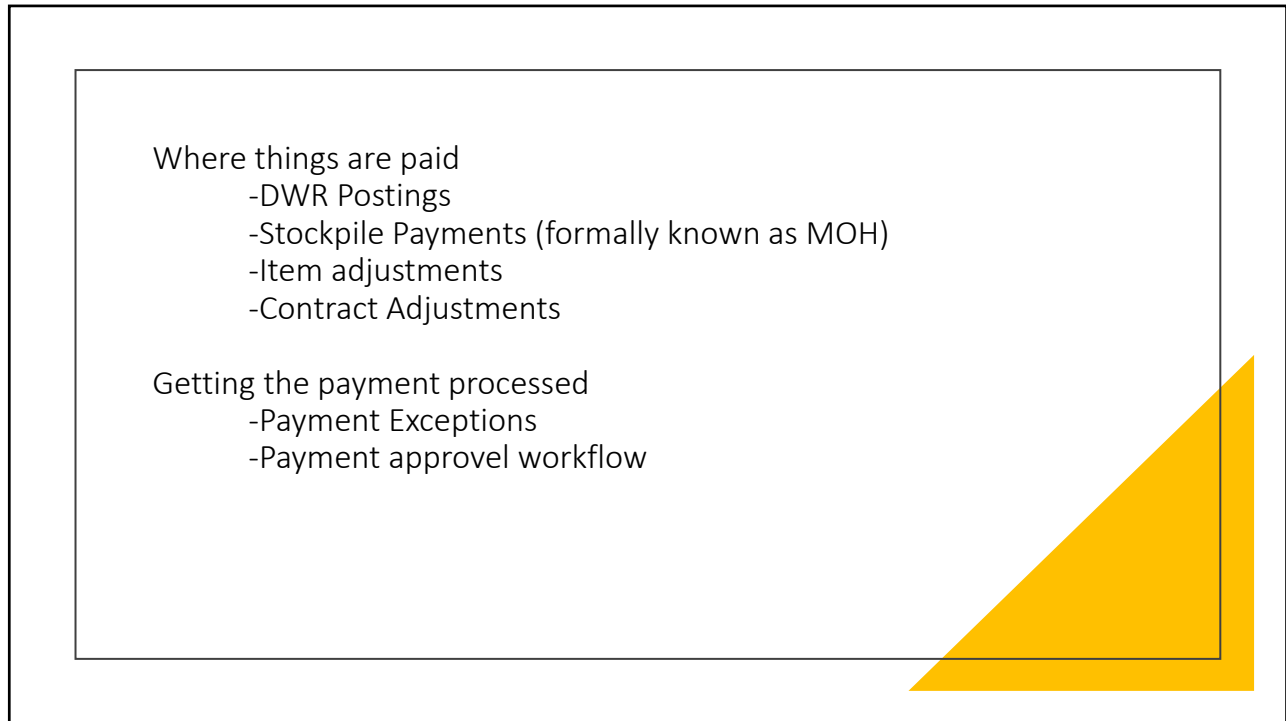 Where things are paid
-DWR Postings
-Stockpile Payments (formally known as MOH)
-Item adjustments
-Contract Adjustments
Getting the payment processed
-Payment Exceptions
-Payment approvel workflow